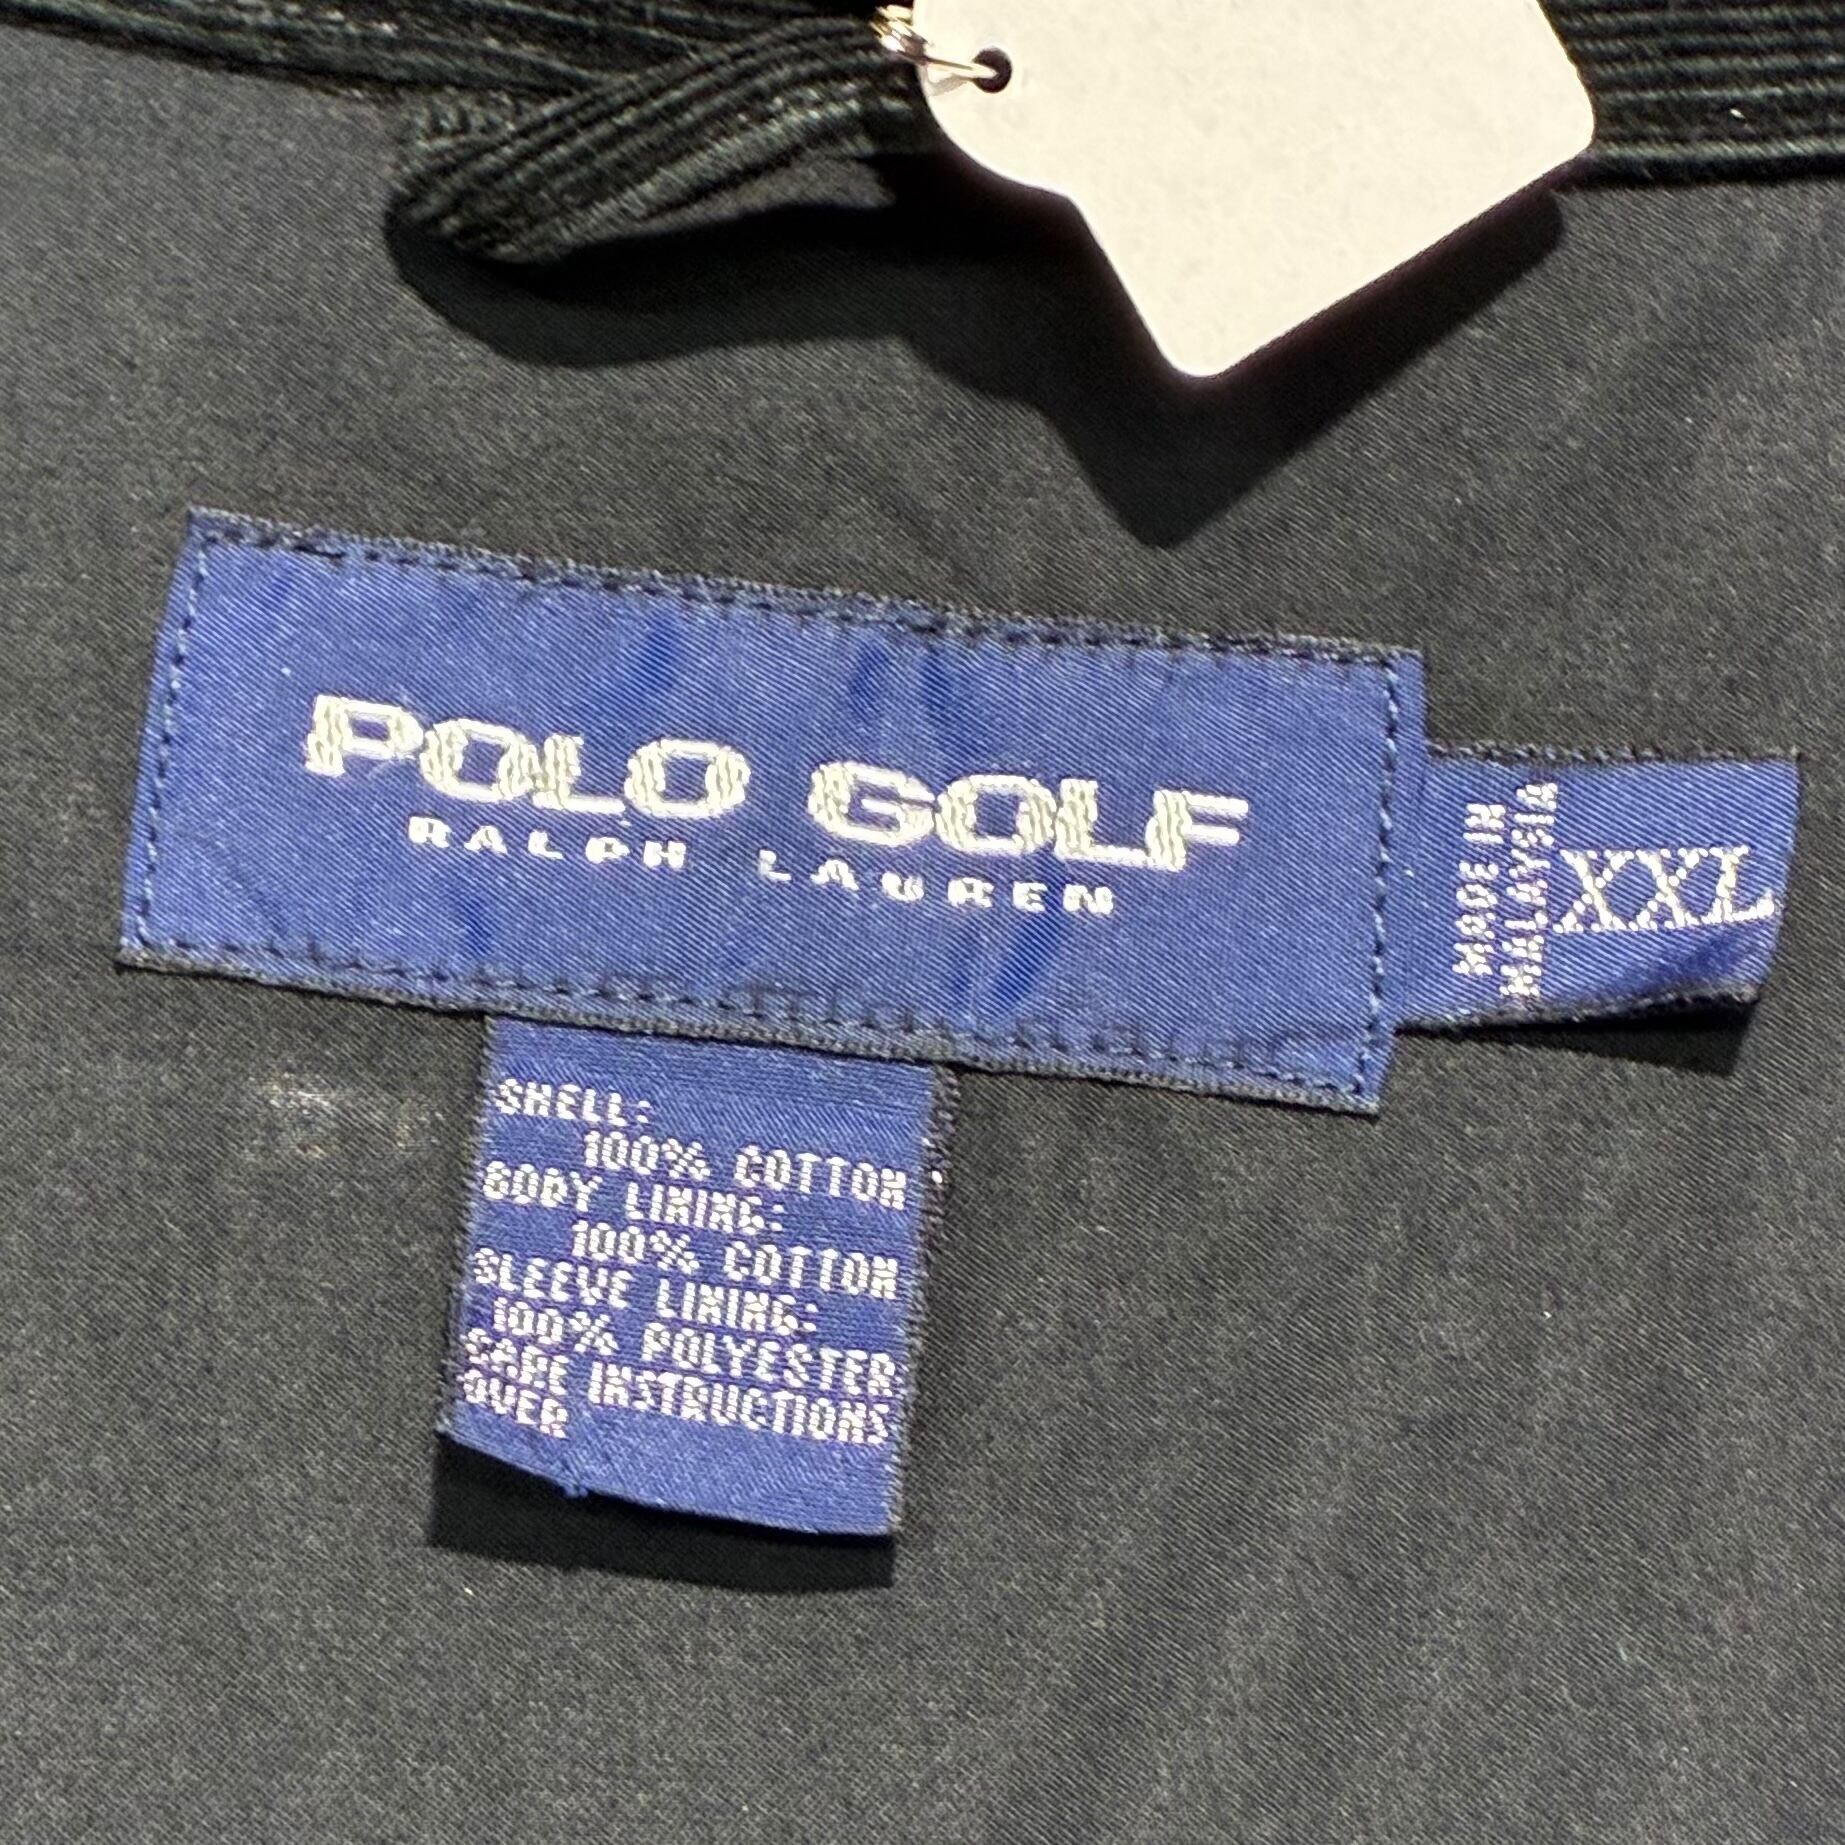 POLO GOLF
RALPH LAUREN
MADE IN
MALAYSIA
XXL
SHELL:
100% COTTON
BODY LINING:
100% COTTON
SLEEVE LINING:
100% POLYESTER
CARE INSTRUCTIONS
OVER